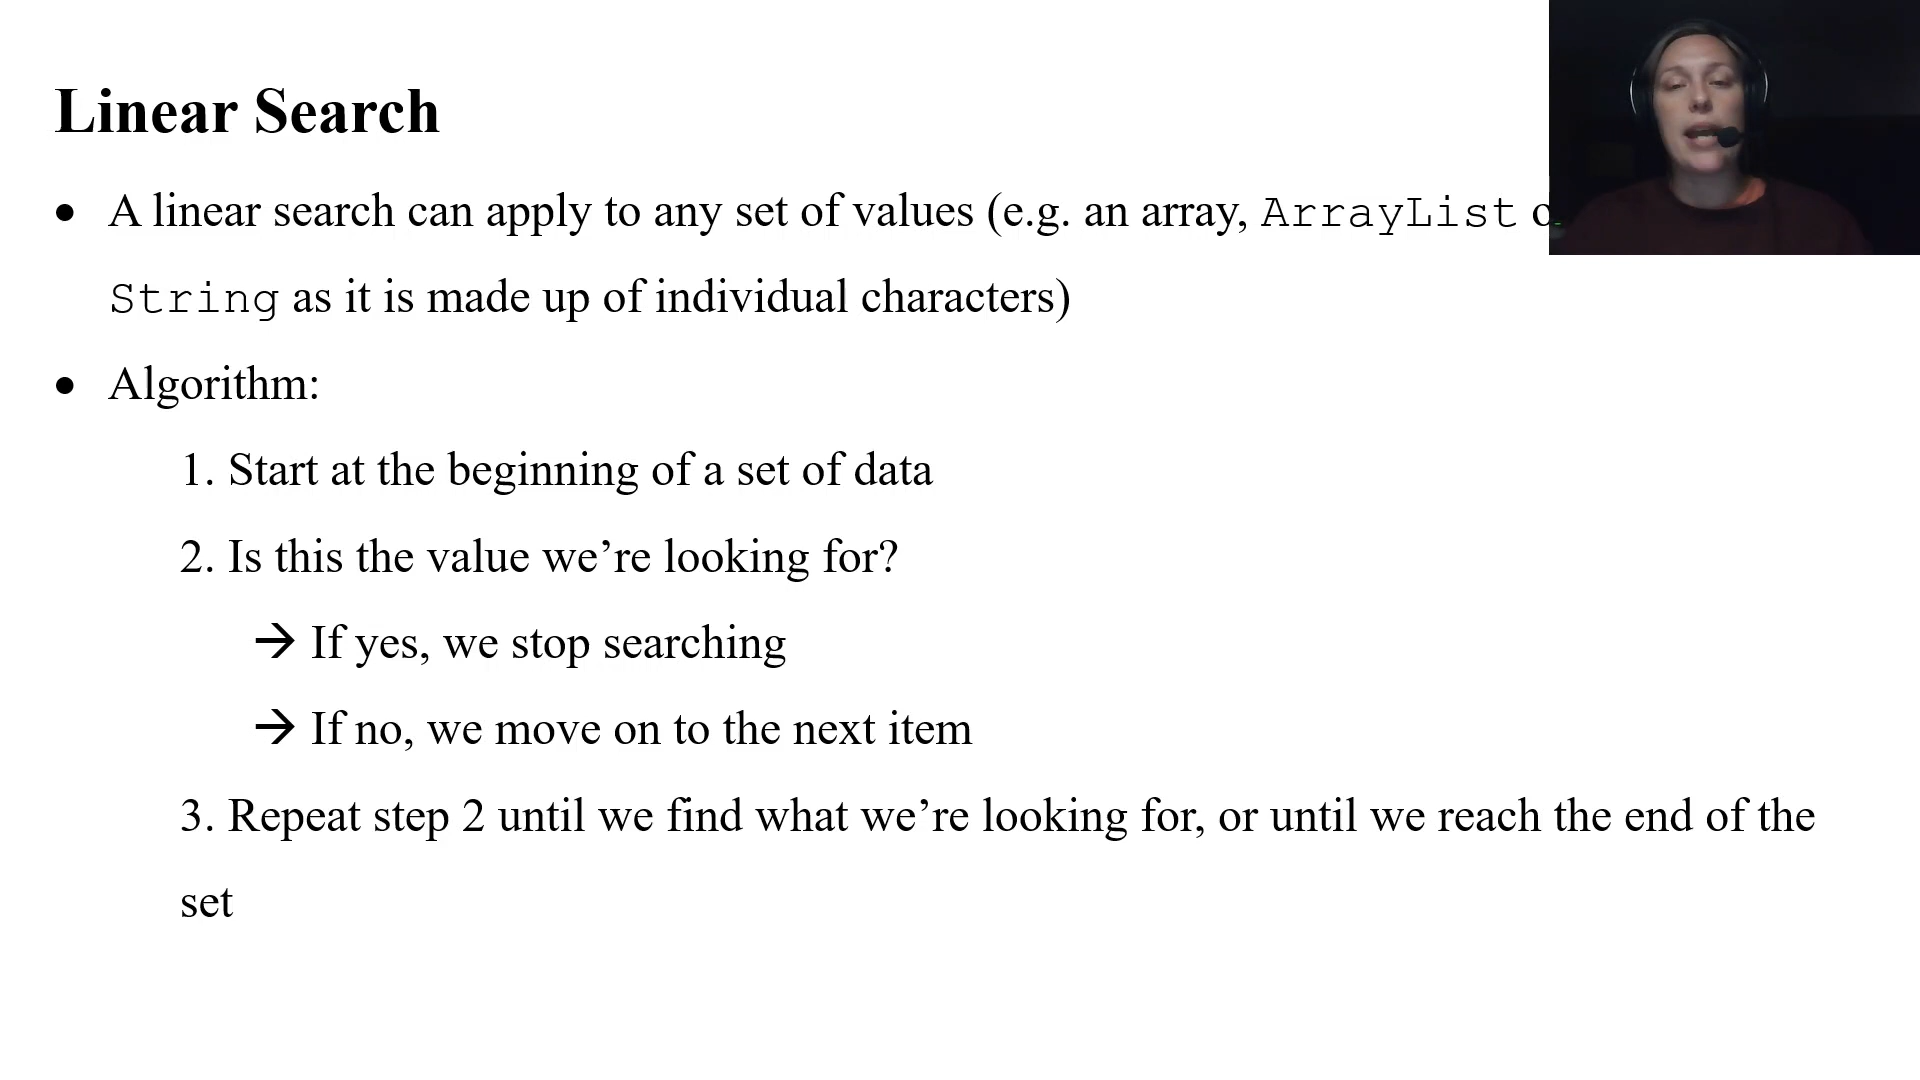 Linear Search
• A linear search can apply to any set of values (e.g. an array, ArrayList
String as it is made up of individual characters)
• Algorithm:
1. Start at the beginning of a set of data
2. Is this the value we’re looking for?
→ If yes, we stop searching
→ If no, we move on to the next item
3. Repeat step 2 until we find what we’re looking for, or until we reach the end of the
set